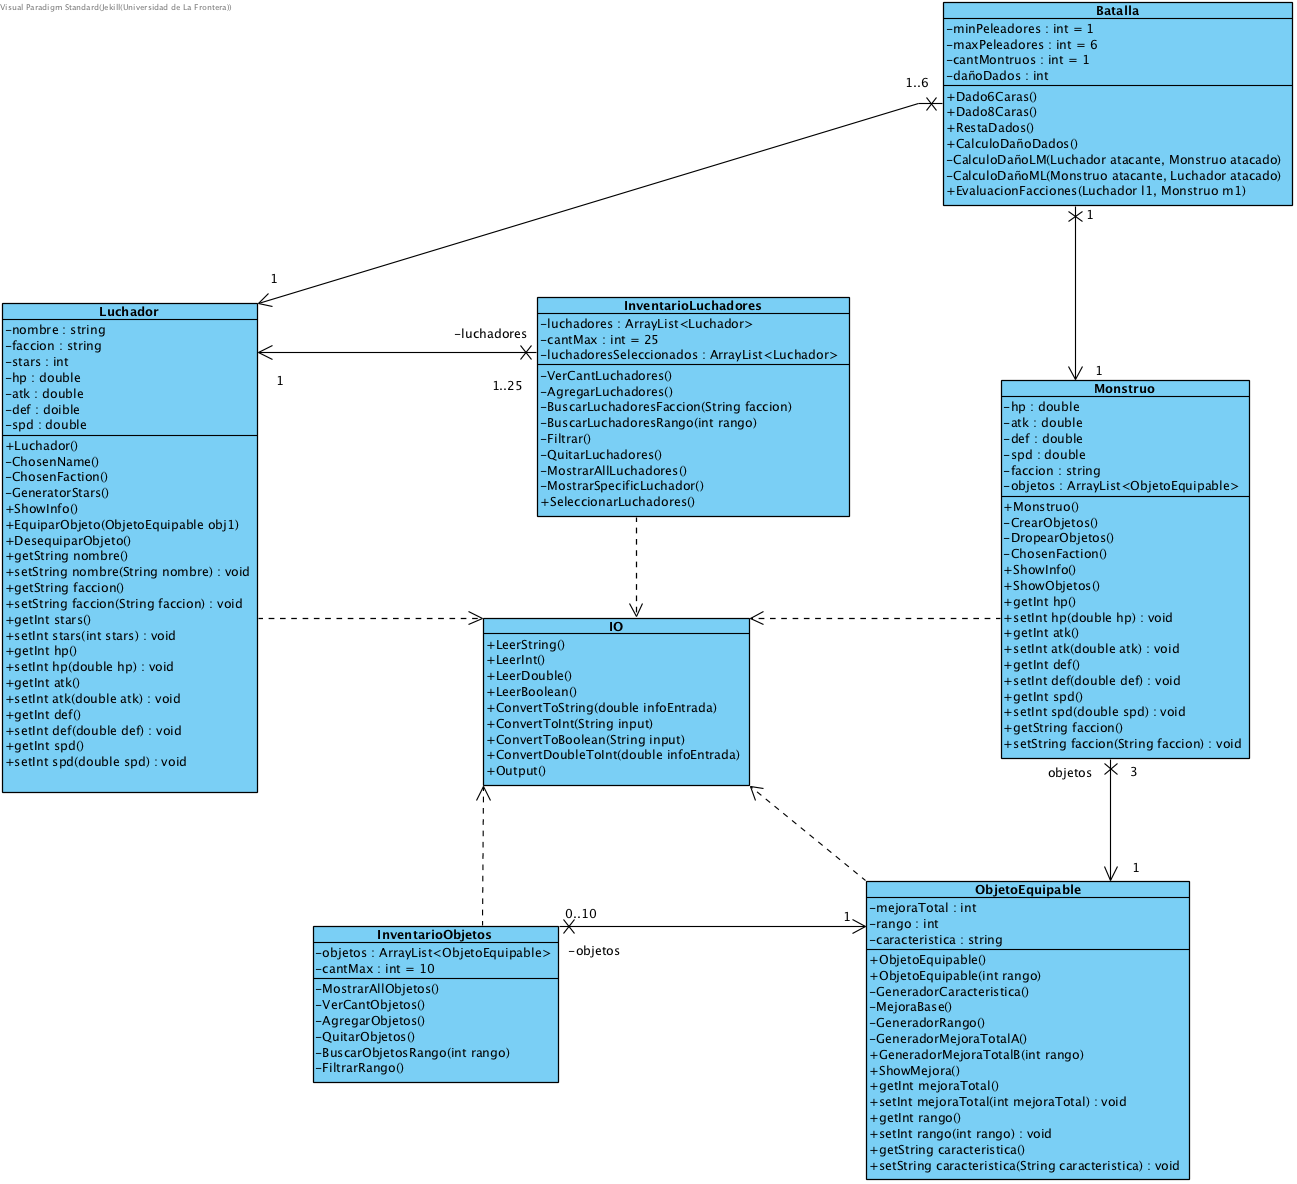 Visual Paradigm Standard(Jekill(Universidad de La Frontera))
Batalla
-minPeleadores : int = 1
-maxPeleadores : int = 6
-cantMontruos : int = 1
-dañoDados : int
+Dado6Caras()
+Dado8Caras()
+RestaDados()
+CalculoDañoDados()
-CalculoDañoLM(Luchador atacante, Monstruo atacado)
-CalculoDañoML(Monstruo atacante, Luchador atacado)
+EvaluacionFacciones(Luchador l1, Monstruo m1)
1..6
1
1
1
Luchador
-nombre : string
-faccion : string
-stars : int
-hp : double
-atk : double
-def : doible
-spd : double
+Luchador()
-ChosenName()
-ChosenFaction()
-GeneratorStars()
+ShowInfo()
+EquiparObjeto(ObjetoEquipable obj1)
+DesequiparObjeto()
+getString nombre()
+setString nombre(String nombre) : void
+getString faccion()
+setString faccion(String faccion) : void
+getInt stars()
+setInt stars(int stars) : void
+getInt hp()
+setInt hp(double hp) : void
+getInt atk()
+setInt atk(double atk) : void
+getInt def()
+setInt def(double def) : void
+getInt spd()
+setInt spd(double spd) : void
-luchadores
1
1..25
InventarioLuchadores
-luchadores : ArrayList<Luchador>
-cantMax : int = 25
-luchadoresSeleccionados : ArrayList<Luchador>
-VerCantLuchadores()
-AgregarLuchadores()
-BuscarLuchadoresFaccion(String faccion)
-BuscarLuchadoresRango(int rango)
-Filtrar()
-QuitarLuchadores()
-MostrarAllLuchadores()
-MostrarSpecificLuchador()
+SeleccionarLuchadores()
Monstruo
-hp : double
-atk : double
-def : double
-spd : double
-faccion : string
-objetos : ArrayList<ObjetoEquipable>
+Monstruo()
-CrearObjetos()
-DropearObjetos()
-ChosenFaction()
+ShowInfo()
+ShowObjetos()
+getInt hp()
+setInt hp(double hp) : void
+getInt atk()
+setInt atk(double atk) : void
+getInt def()
+setInt def(double def) : void
+getInt spd()
+setInt spd(double spd) : void
+getString faccion()
+setString faccion(String faccion) : void
IO
+LeerString()
+LeerInt()
+LeerDouble()
+LeerBoolean()
+ConvertToString(double infoEntrada)
+ConvertToInt(String input)
+ConvertToBoolean(String input)
+ConvertDoubleToInt(double infoEntrada)
+Output()
objetos
3
1
InventarioObjetos
-objetos : ArrayList<ObjetoEquipable>
-cantMax : int = 10
-MostrarAllObjetos()
-VerCantObjetos()
-AgregarObjetos()
-QuitarObjetos()
-BuscarObjetosRango(int rango)
-FiltrarRango()
0..10
1
-objetos
ObjetoEquipable
-mejoraTotal : int
-rango : int
-caracteristica : string
+ObjetoEquipable()
+ObjetoEquipable(int rango)
-GeneradorCaracteristica()
-MejoraBase()
-GeneradorRango()
-GeneradorMejoraTotalA()
+GeneradorMejoraTotalB(int rango)
+ShowMejora()
+getInt mejoraTotal()
+setInt mejoraTotal(int mejoraTotal) : void
+getInt rango()
+setInt rango(int rango) : void
+getString caracteristica()
+setString caracteristica(String caracteristica) : void